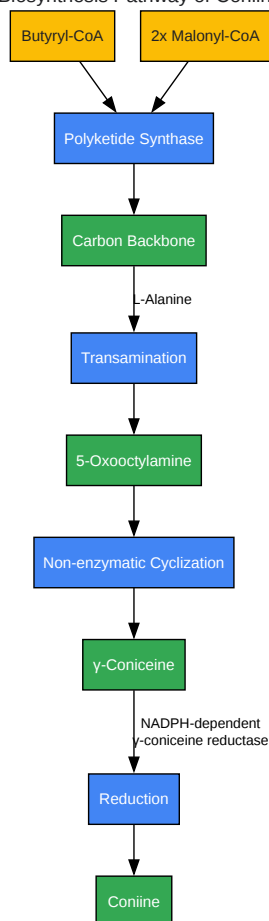 Biosynthesis Pathway of Coniin
Butyryl-CoA
2x Malonyl-CoA
Polyketide Synthase
Carbon Backbone
L-Alanine
Transamination
5-Oxooctylamine
Non-enzymatic Cyclization
γ-Coniceine
NADPH-dependent
γ-coniceine reductase
Reduction
Coniine